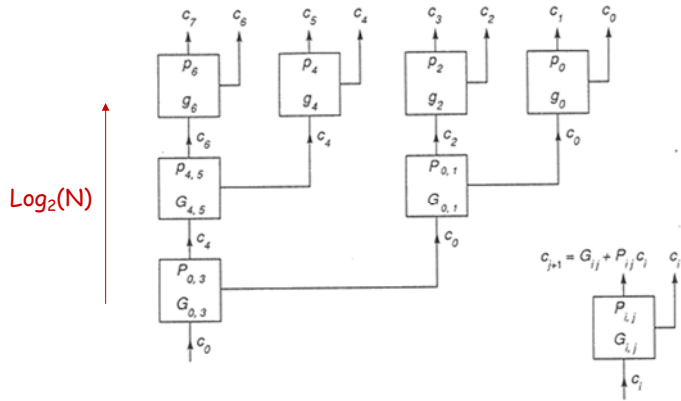 c₇ c₆ c₅ c₄ c₃ c₂ c₁ c₀
p₆ p₄ p₂ p₀
g₆ g₄ g₂ g₀
c₆ c₄ c₂ c₀
p₄,₅ P₀,₁
G₄,₅ G₀,₁
Log₂(N)
c₄ c₀
P₀,₃
G₀,₃
c₀
cⱼ₊₁ = Gᵢⱼ + Pᵢⱼ cᵢ cᵢ
Pᵢ,ⱼ
Gᵢ,ⱼ
cᵢ